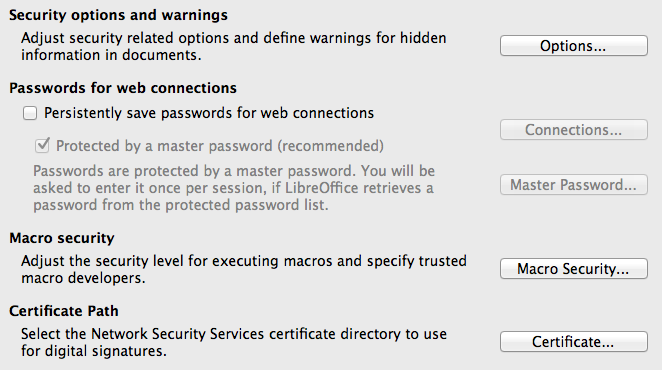 Security options and warnings
Adjust security related options and define warnings for hidden
information in documents.
Options...
Passwords for web connections
Persistently save passwords for web connections
Connections...
Protected by a master password (recommended)
Passwords are protected by a master password. You will be
asked to enter it once per session, if LibreOffice retrieves a
password from the protected password list.
Master Password...
Macro security
Adjust the security level for executing macros and specify trusted
macro developers.
Macro Security...
Certificate Path
Select the Network Security Services certificate directory to use
for digital signatures.
Certificate...